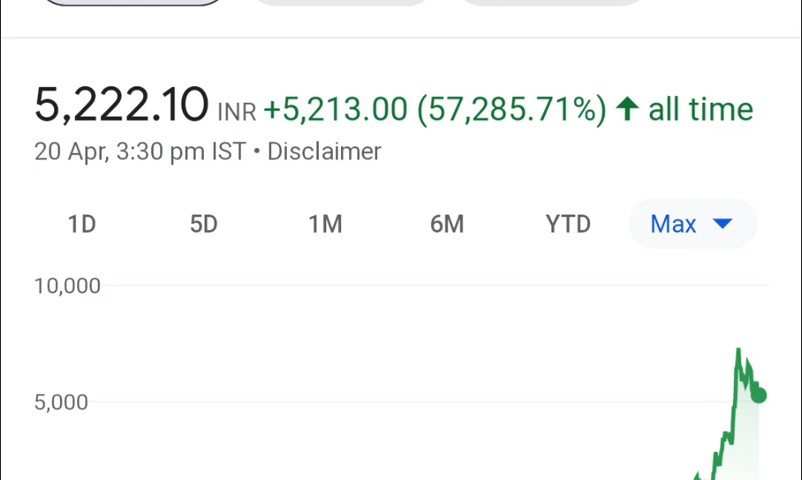 5,222.10 INR +5,213.00 (57,285.71%) ↑ all time
20 Apr, 3:30 pm IST • Disclaimer
1D 5D 1M 6M YTD Max
10,000
5,000